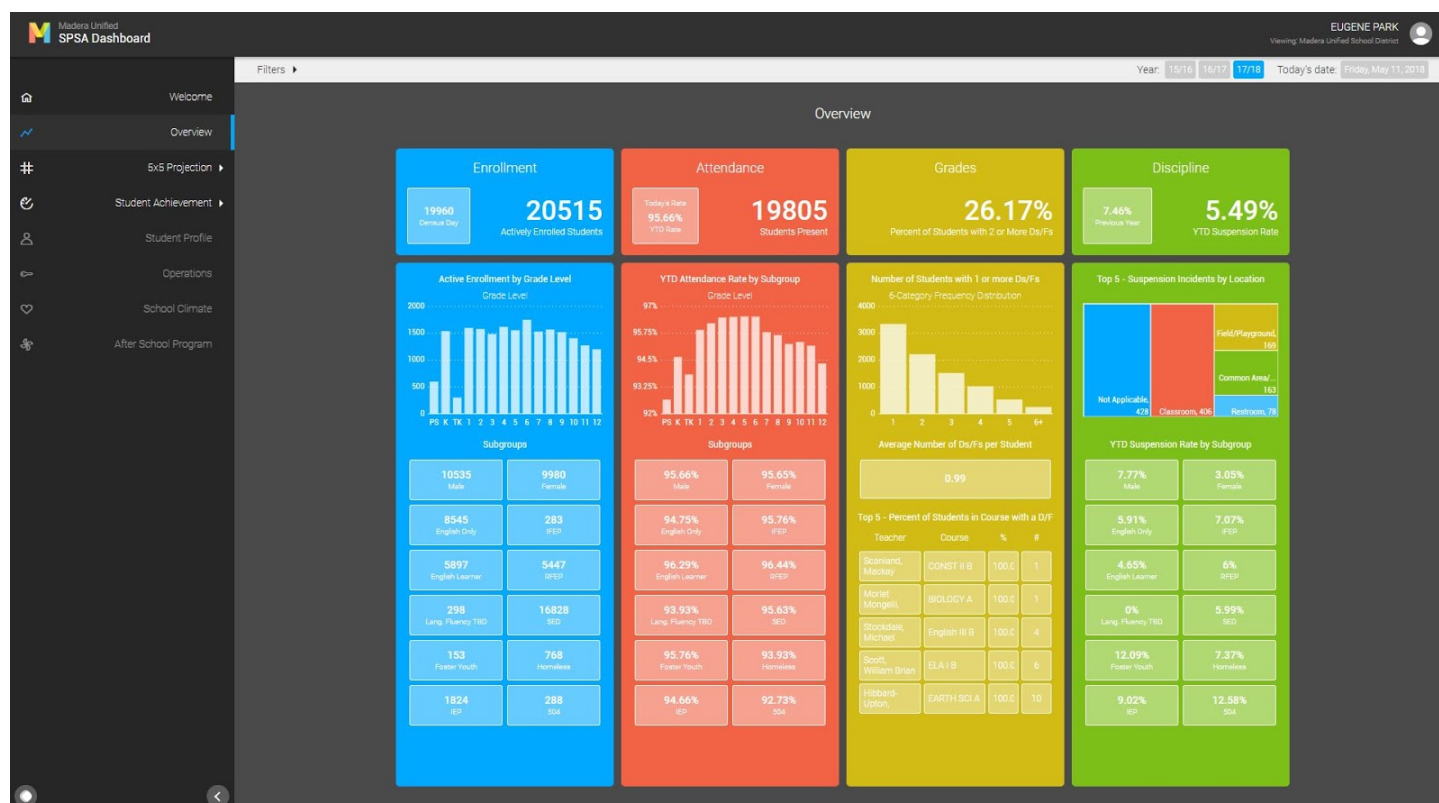 Madera Unified
SPSA Dashboard
EUGENE PARK
Viewing: Madera Unified School District
Filters
Year: 15/16 16/17 17/18 Today's date: Friday, May 11, 2018
Welcome
Overview
5x5 Projection
Student Achievement
Student Profile
Operations
School Climate
After School Program
Overview
Enrollment
19960
Census Day
20515
Actively Enrolled Students
Active Enrollment by Grade Level
Grade Level
2000
1500
1000
500
0
PS K TK 1 2 3 4 5 6 7 8 9 10 11 12
Subgroups
10535 9980
Male Female
8545 283
English Only IFEP
5897 5447
English Learner RFEP
298 16828
Lang. Fluency TBD SED
153 768
Foster Youth Homeless
1824 288
IEP 504
Attendance
Today's Rate
95.66%
YTD Rate
19805
Students Present
YTD Attendance Rate by Subgroup
Grade Level
97%
95.75%
94.5%
93.25%
92%
PS K TK 1 2 3 4 5 6 7 8 9 10 11 12
Subgroups
95.66% 95.65%
Male Female
94.75% 95.76%
English Only IFEP
96.29% 96.44%
English Learner RFEP
93.93% 95.63%
Lang. Fluency TBD SED
95.76% 93.93%
Foster Youth Homeless
94.66% 92.73%
IEP 504
Grades
26.17%
Percent of Students with 2 or More Ds/Fs
Number of Students with 1 or more Ds/Fs
6-Category Frequency Distribution
4000
3000
2000
1000
0
1 2 3 4 5 6+
Average Number of Ds/Fs per Student
0.99
Top 5 - Percent of Students in Course with a D/F
Teacher Course % #
Scanland,
Mackay CONST II B 100.0 1
Morlet
Mongelli, BIOLOGY A 100.0 1
Stockdale,
Michael English III B 100.0 4
Scott,
William Brian ELA I B 100.0 6
Hibbard-
Upton, EARTH SCI A 100.0 10
Discipline
7.46%
Previous Year
5.49%
YTD Suspension Rate
Top 5 - Suspension Incidents by Location
Not Applicable,
428
Classroom, 406
Field/Playground,
169
Common Area/...
163
Restroom, 78
YTD Suspension Rate by Subgroup
7.77% 3.05%
Male Female
5.91% 7.07%
English Only IFEP
4.65% 6%
English Learner RFEP
0% 5.99%
Lang. Fluency TBD SED
12.09% 7.37%
Foster Youth Homeless
9.02% 12.58%
IEP 504